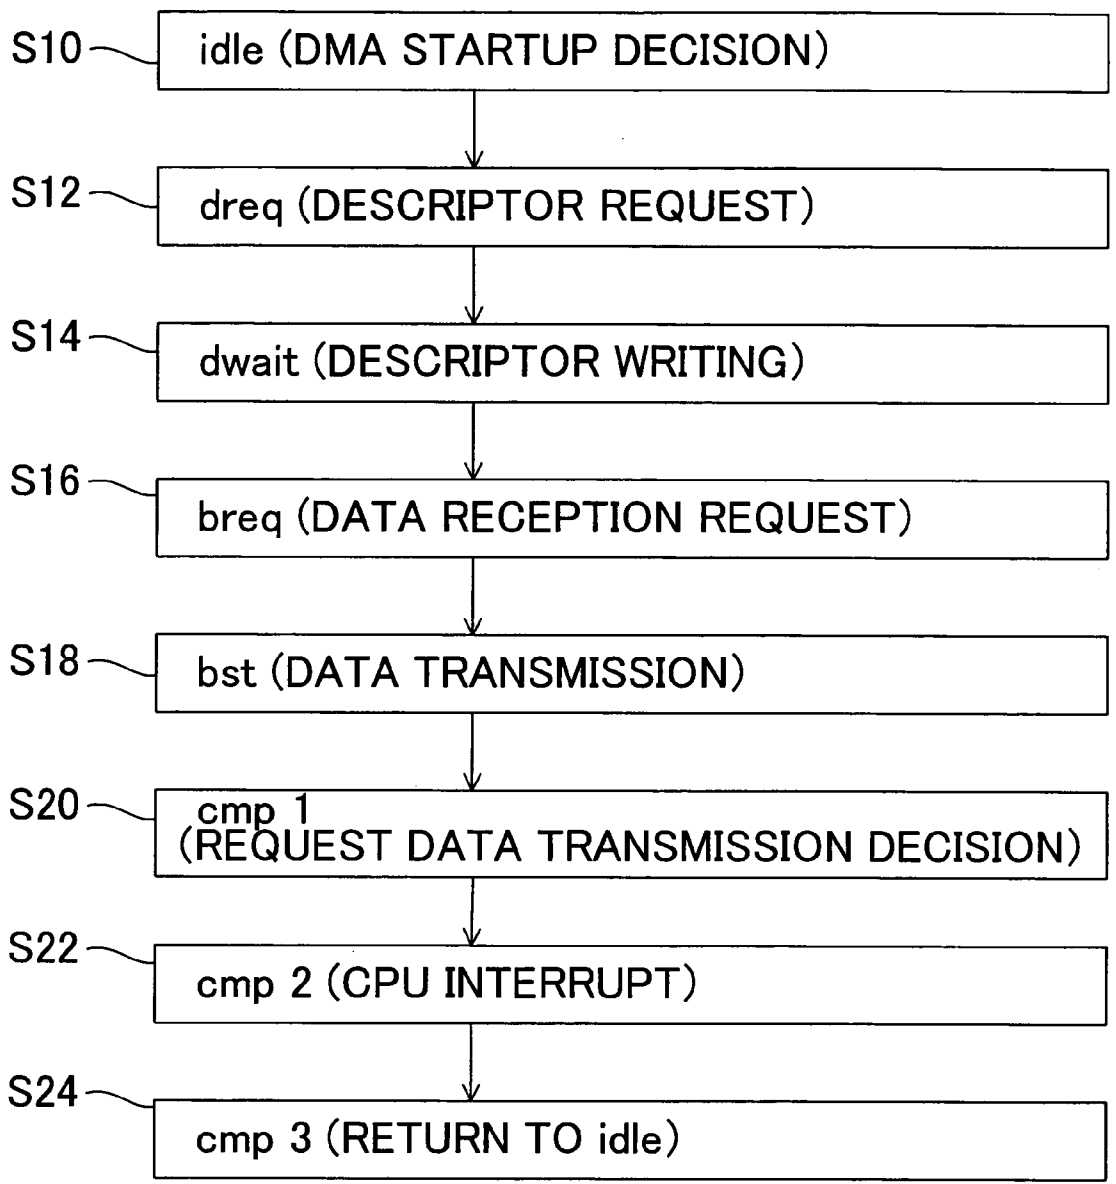 S10 idle (DMA STARTUP DECISION)
S12 dreq (DESCRIPTOR REQUEST)
S14 dwait (DESCRIPTOR WRITING)
S16 breq (DATA RECEPTION REQUEST)
S18 bst (DATA TRANSMISSION)
S20 cmp 1
(REQUEST DATA TRANSMISSION DECISION)
S22 cmp 2 (CPU INTERRUPT)
S24 cmp 3 (RETURN TO idle)